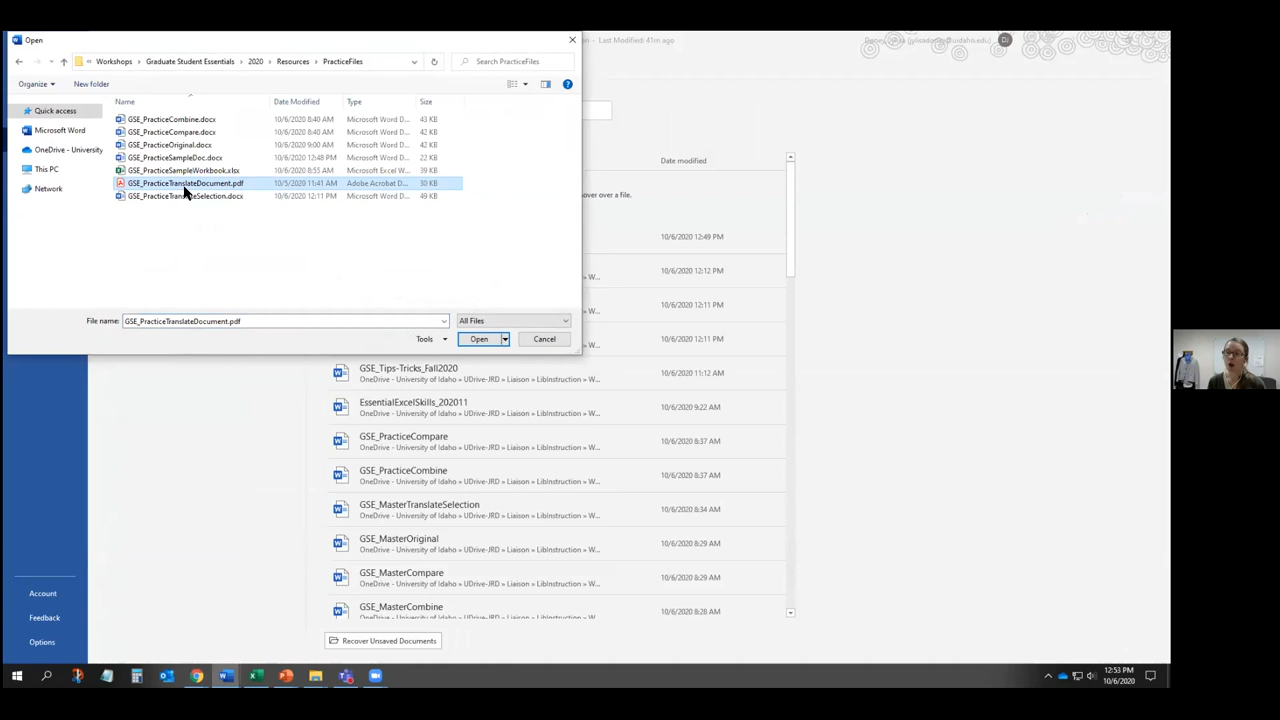 Open
Last Modified: 41m ago
DJ
Workshops > Graduate Student Essentials > 2020 > Resources > PracticeFiles
Search PracticeFiles
Organize
New folder
Name Date Modified Type Size
Quick access
Microsoft Word
OneDrive - University
This PC
Network
GSE_PracticeCombine.docx 10/6/2020 8:40 AM Microsoft Word D... 43 KB
GSE_PracticeCompare.docx 10/6/2020 8:40 AM Microsoft Word D... 42 KB
GSE_PracticeOriginal.docx 10/6/2020 9:00 AM Microsoft Word D... 42 KB
GSE_PracticeSampleDoc.docx 10/6/2020 12:48 PM Microsoft Word D... 22 KB
GSE_PracticeSampleWorkbook.xlsx 10/6/2020 8:55 AM Microsoft Excel W... 39 KB
GSE_PracticeTranslateDocument.pdf 10/5/2020 11:41 AM Adobe Acrobat D... 30 KB
GSE_PracticeTranslateSelection.docx 10/6/2020 12:11 PM Microsoft Word D... 49 KB
File name: GSE_PracticeTranslateDocument.pdf
All Files
Tools
Open
Cancel
Date modified
over over a file.
10/6/2020 12:49 PM
W... 10/6/2020 12:12 PM
W... 10/6/2020 12:11 PM
W... 10/6/2020 12:11 PM
GSE_Tips-Tricks_Fall2020 10/6/2020 11:12 AM
OneDrive - University of Idaho » UDrive-JRD » Liaison » LibInstruction » W...
EssentialExcelSkills_202011 10/6/2020 9:22 AM
OneDrive - University of Idaho » UDrive-JRD » Liaison » LibInstruction » W...
GSE_PracticeCompare 10/6/2020 8:37 AM
OneDrive - University of Idaho » UDrive-JRD » Liaison » LibInstruction » W...
GSE_PracticeCombine 10/6/2020 8:37 AM
OneDrive - University of Idaho » UDrive-JRD » Liaison » LibInstruction » W...
GSE_MasterTranslateSelection 10/6/2020 8:34 AM
OneDrive - University of Idaho » UDrive-JRD » Liaison » LibInstruction » W...
GSE_MasterOriginal 10/6/2020 8:29 AM
OneDrive - University of Idaho » UDrive-JRD » Liaison » LibInstruction » W...
GSE_MasterCompare 10/6/2020 8:29 AM
OneDrive - University of Idaho » UDrive-JRD » Liaison » LibInstruction » W...
GSE_MasterCombine 10/6/2020 8:28 AM
OneDrive - University of Idaho » UDrive-JRD » Liaison » LibInstruction » W...
Recover Unsaved Documents
Account
Feedback
Options
12:53 PM
10/6/2020